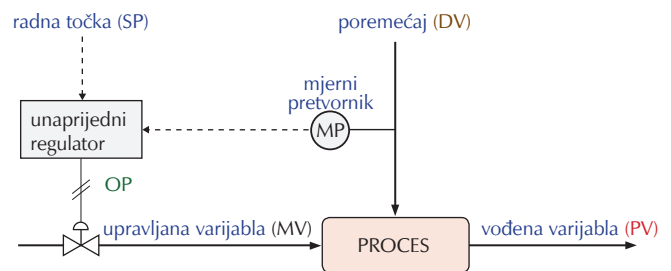 radna točka (SP)
poremećaj (DV)
mjerni
pretvornik
unaprijedni
regulator
MP
OP
upravljana varijabla (MV)
PROCES
vođena varijabla (PV)